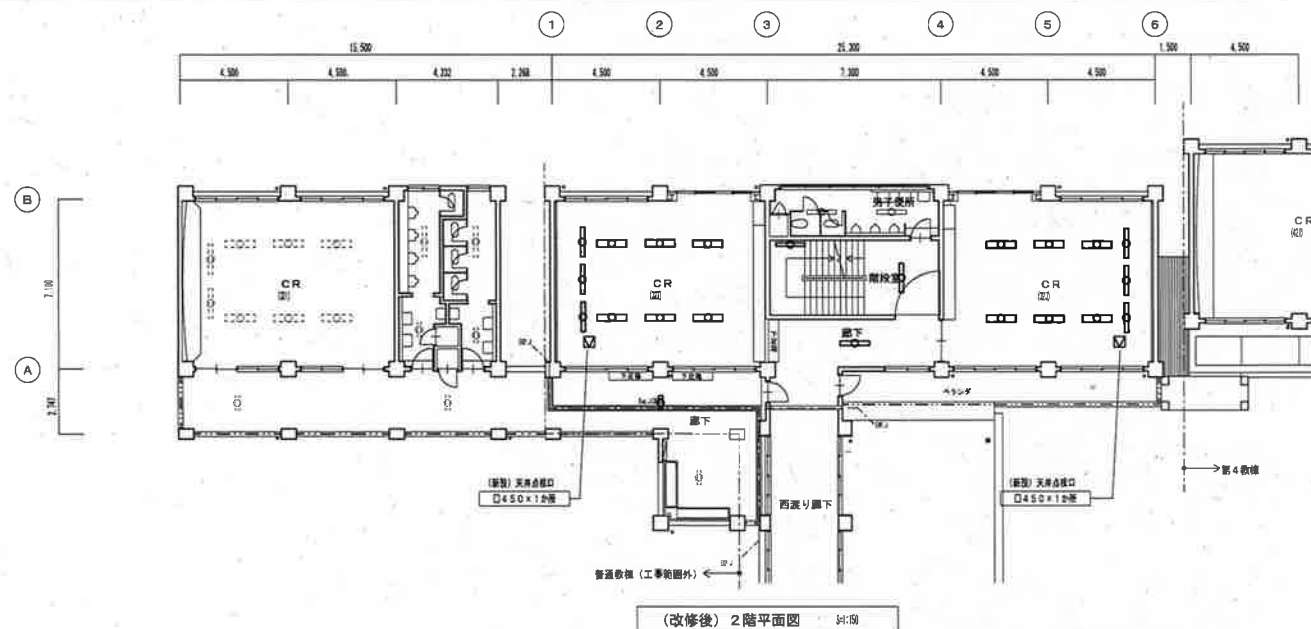 1 2 3 4 5 6
15,500 25,300 1,500 4,500
4,500 4,500 4,232 2,268 4,500 4,500 7,300 4,500 4,500
B
7,100
A
男子便所
CR
CR
階段室
CR
CR
廊下
ベランダ
廊下
(新設) 天井点検口
□450×1か所
(新設) 天井点検口
□450×1か所
第4教棟
西渡り廊下
普通教棟 (工事範囲外)
(改修後) 2階平面図 S=1:150